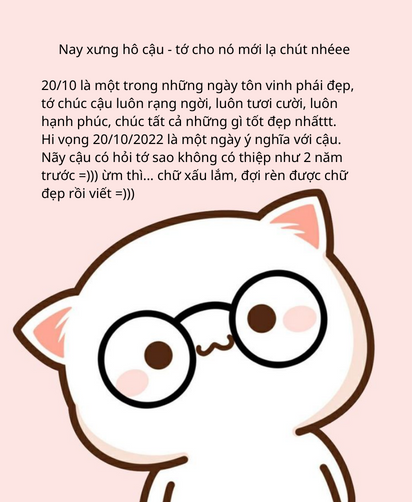 Nay xưng hô cậu - tớ cho nó mới lạ chút nhéee
20/10 là một trong những ngày tôn vinh phái đẹp,
tớ chúc cậu luôn rạng ngời, luôn tươi cười, luôn
hạnh phúc, chúc tất cả những gì tốt đẹp nhấttt.
Hi vọng 20/10/2022 là một ngày ý nghĩa với cậu.
Nãy cậu có hỏi tớ sao không có thiệp như 2 năm
trước =))) ừm thì... chữ xấu lắm, đợi rèn được chữ
đẹp rồi viết =)))